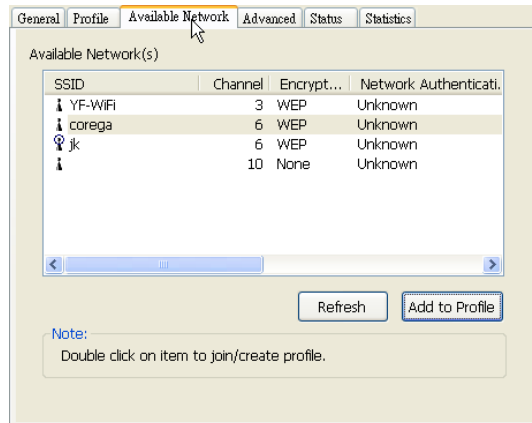 General Profile Available Network Advanced Status Statistics
Available Network(s)
SSID Channel Encrypt... Network Authenticati.
YF-WiFi 3 WEP Unknown
corega 6 WEP Unknown
jk 6 WEP Unknown
10 None Unknown
Refresh Add to Profile
Note:
Double click on item to join/create profile.